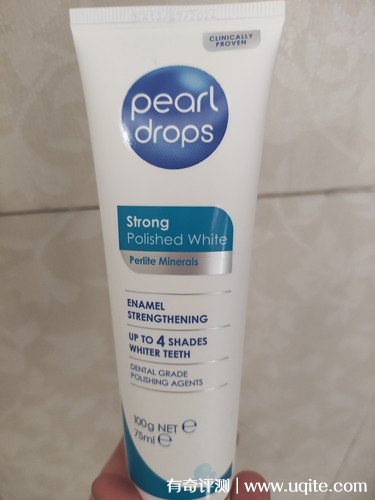 CLINICALLY
PROVEN
pearl
drops
Strong
Polished White
Perlite Minerals
ENAMEL
STRENGTHENING
UP TO 4 SHADES
WHITER TEETH
DENTAL GRADE
POLISHING AGENTS
100g NET ℮
75ml ℮
有奇评测 | www.uqite.com